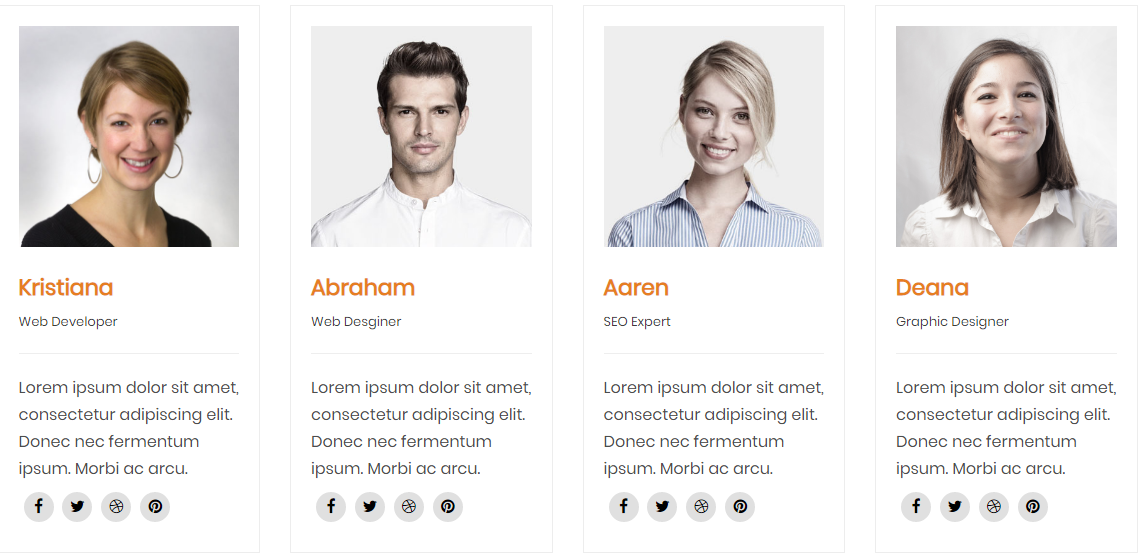 Kristiana
Web Developer
Lorem ipsum dolor sit amet,
consectetur adipiscing elit.
Donec nec fermentum
ipsum. Morbi ac arcu.
Abraham
Web Desginer
Lorem ipsum dolor sit amet,
consectetur adipiscing elit.
Donec nec fermentum
ipsum. Morbi ac arcu.
Aaren
SEO Expert
Lorem ipsum dolor sit amet,
consectetur adipiscing elit.
Donec nec fermentum
ipsum. Morbi ac arcu.
Deana
Graphic Designer
Lorem ipsum dolor sit amet,
consectetur adipiscing elit.
Donec nec fermentum
ipsum. Morbi ac arcu.